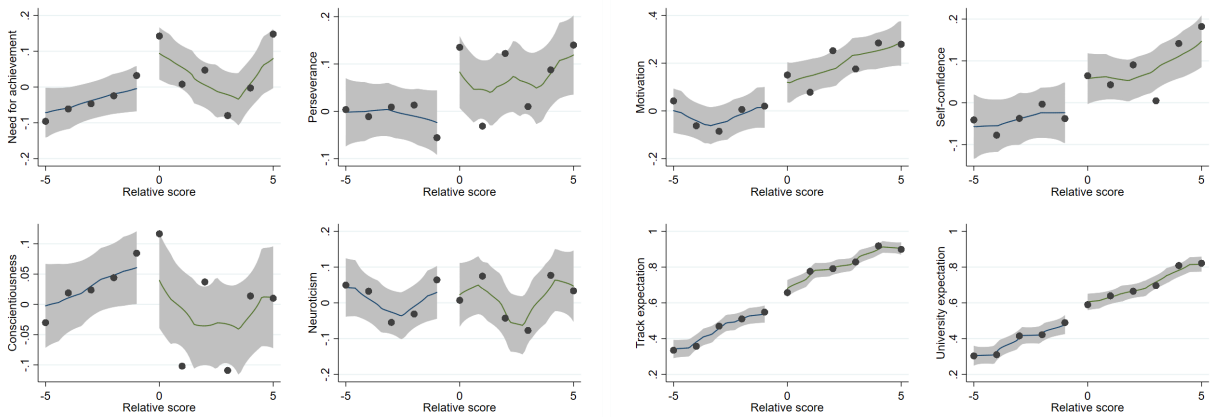 Need for achievement
.2
.1
0
-.1
-.2
-5 0 5
Relative score
Perseverance
.2
.1
0
-.1
-5 0 5
Relative score
Motivation
.4
.2
0
-.2
-5 0 5
Relative score
Self-confidence
.2
.1
0
-.1
-5 0 5
Relative score
Conscientiousness
.1
.05
0
-.05
-.1
-5 0 5
Relative score
Neuroticism
.2
.1
0
-.1
-.2
-5 0 5
Relative score
Track expectation
1
.8
.6
.4
.2
-5 0 5
Relative score
University expectation
1
.8
.6
.4
.2
-5 0 5
Relative score